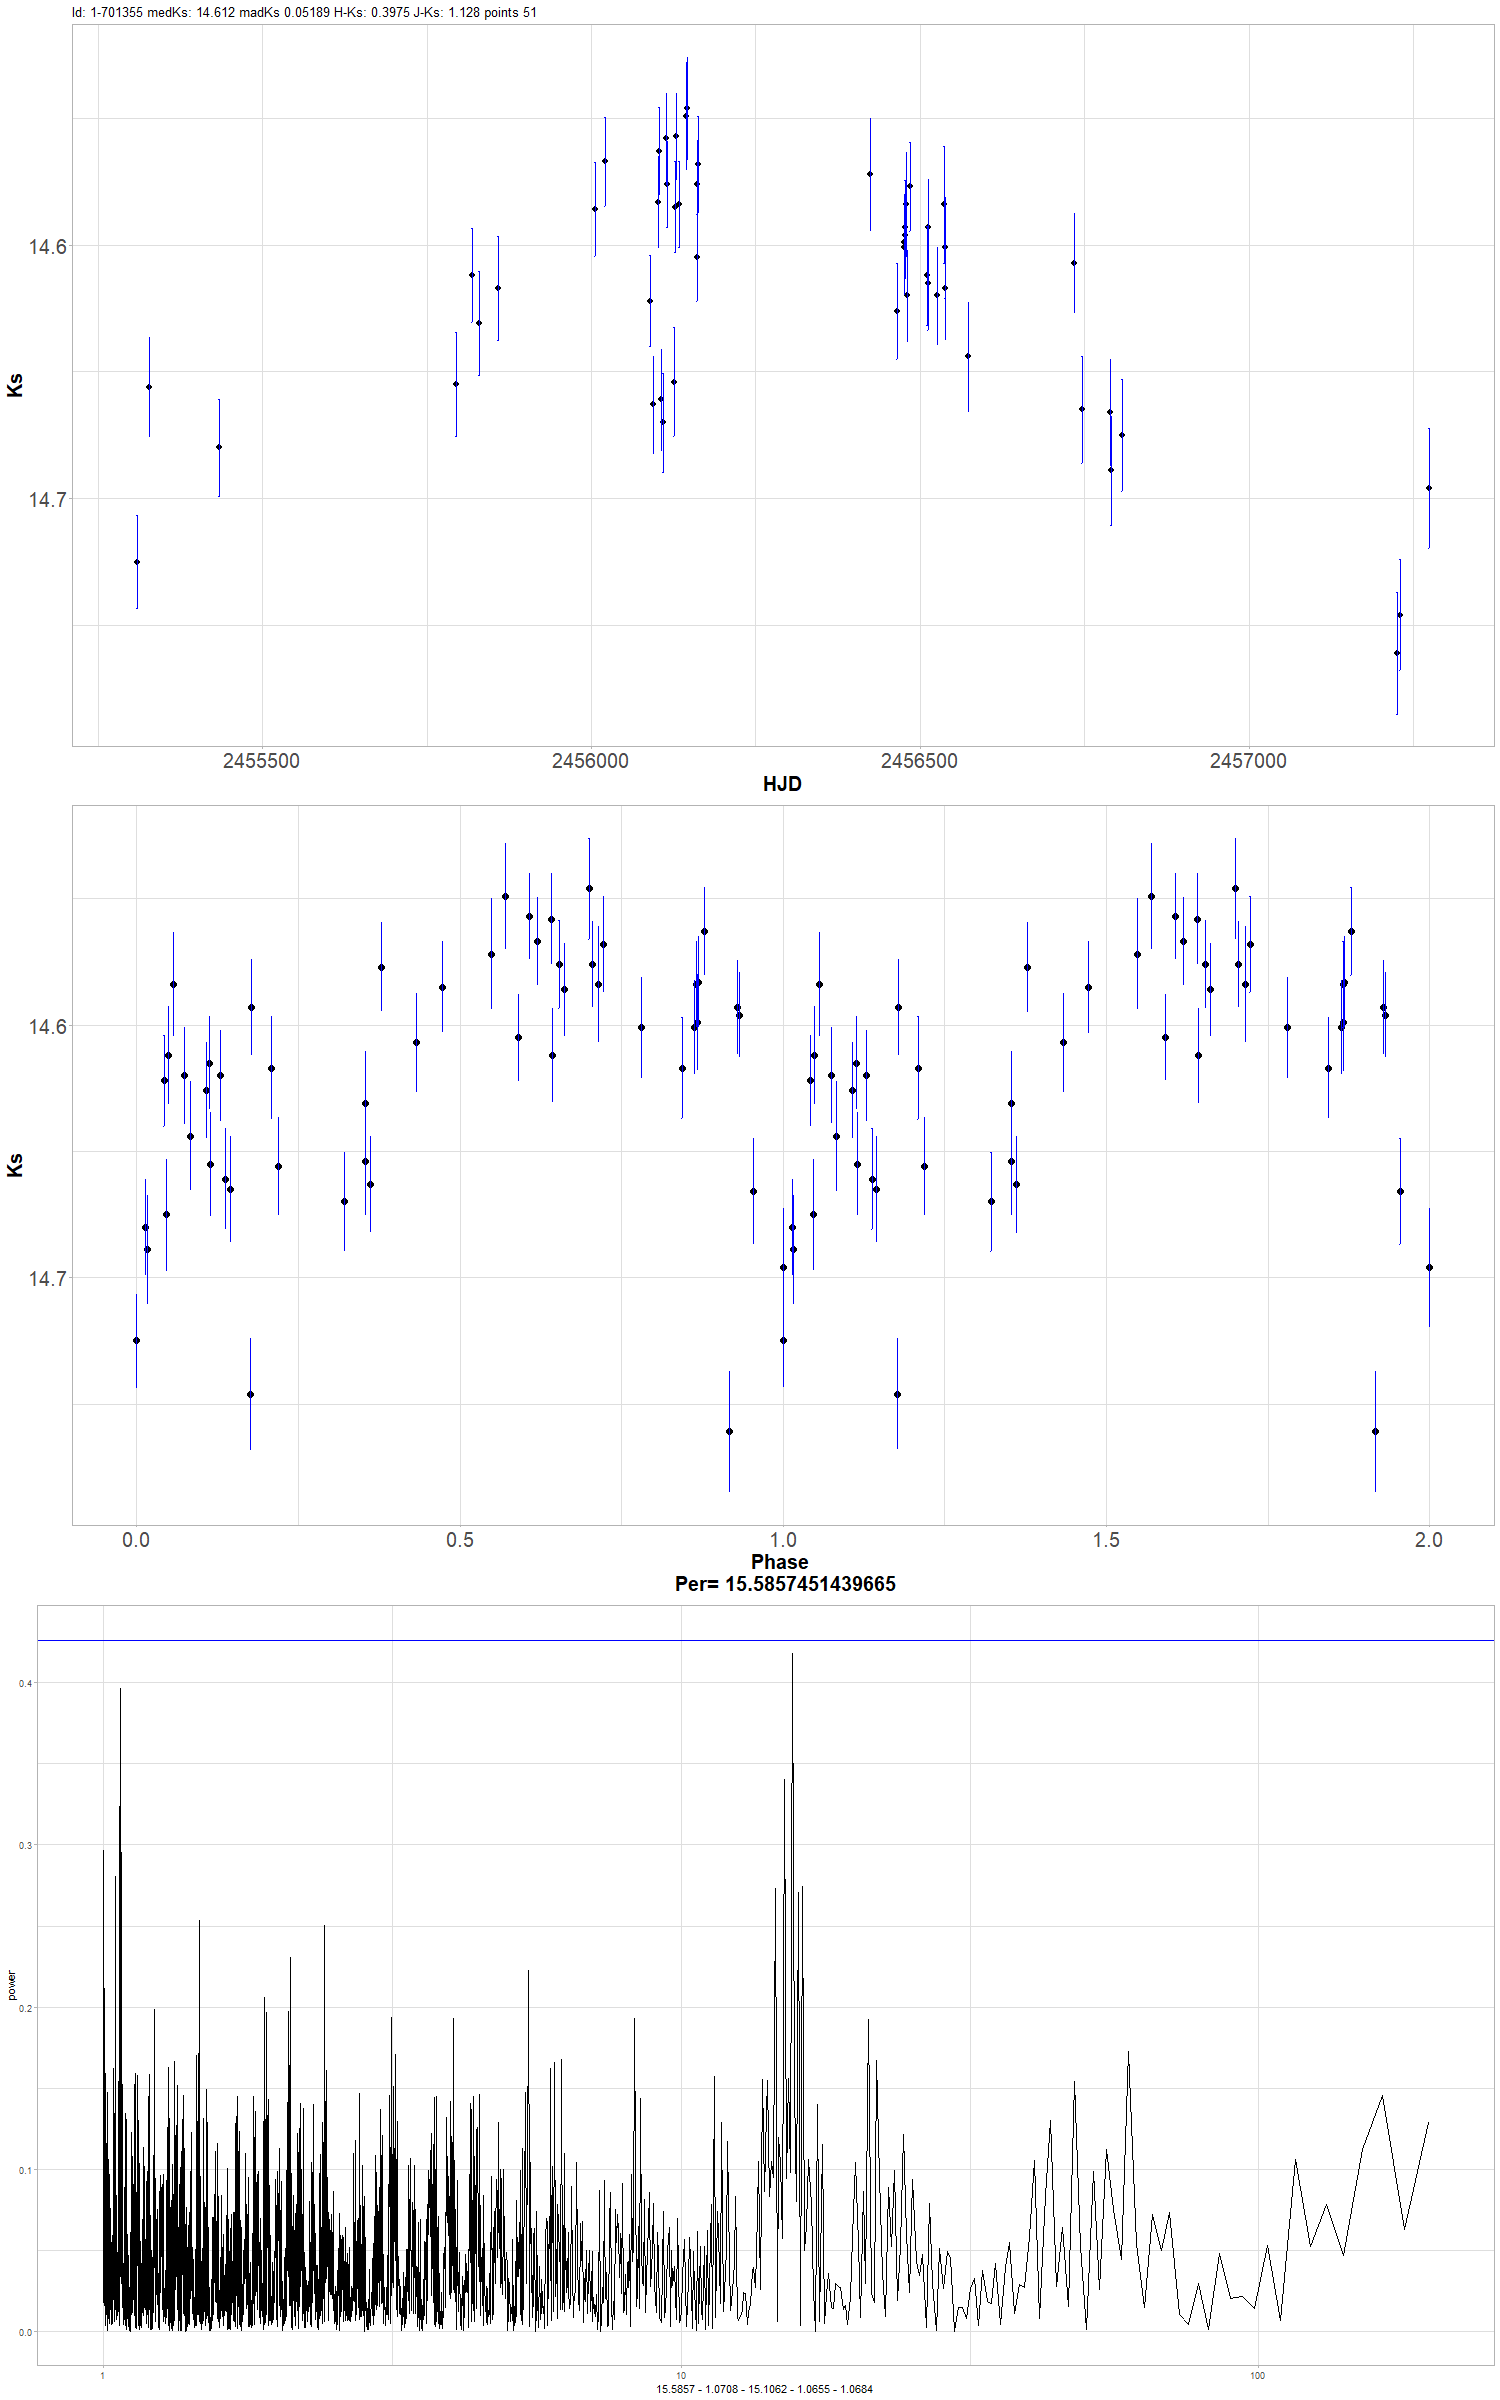 Id: 1-701355 medKs: 14.612 madKs 0.05189 H-Ks: 0.3975 J-Ks: 1.128 points 51
14.6
14.7
Ks
2455500 2456000 2456500 2457000
HJD
14.6
14.7
Ks
0.0 0.5 1.0 1.5 2.0
Phase
Per= 15.5857451439665
0.4
0.3
0.2
0.1
0.0
power
1 10 100
15.5857 - 1.0708 - 15.1062 - 1.0655 - 1.0684